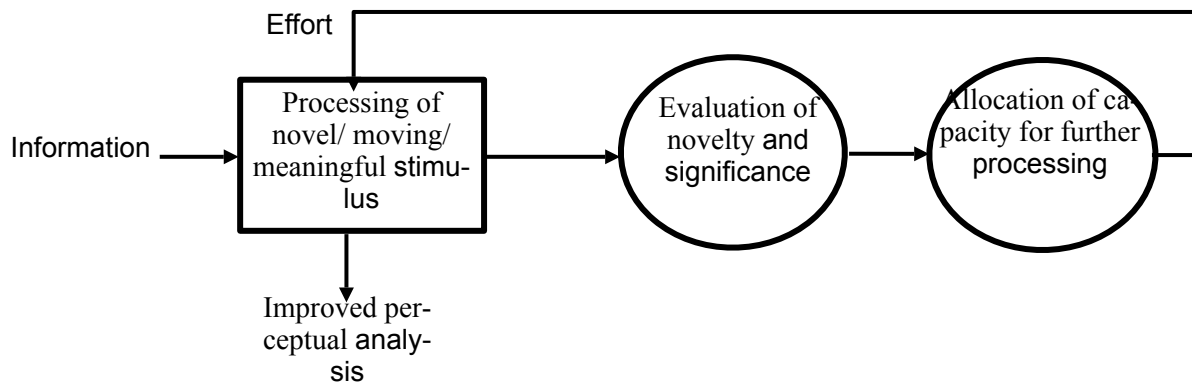 Effort
Information
Processing of
novel/ moving/
meaningful stimu-
lus
Evaluation of
novelty and
significance
Allocation of ca-
pacity for further
processing
Improved per-
ceptual analy-
sis